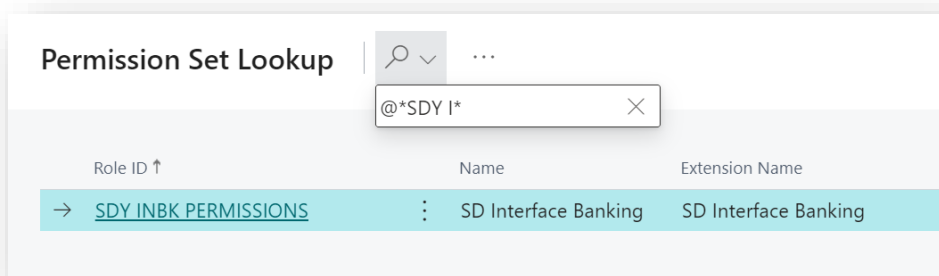 Permission Set Lookup
@*SDY I*
Role ID ↑ Name Extension Name
SDY INBK PERMISSIONS SD Interface Banking SD Interface Banking